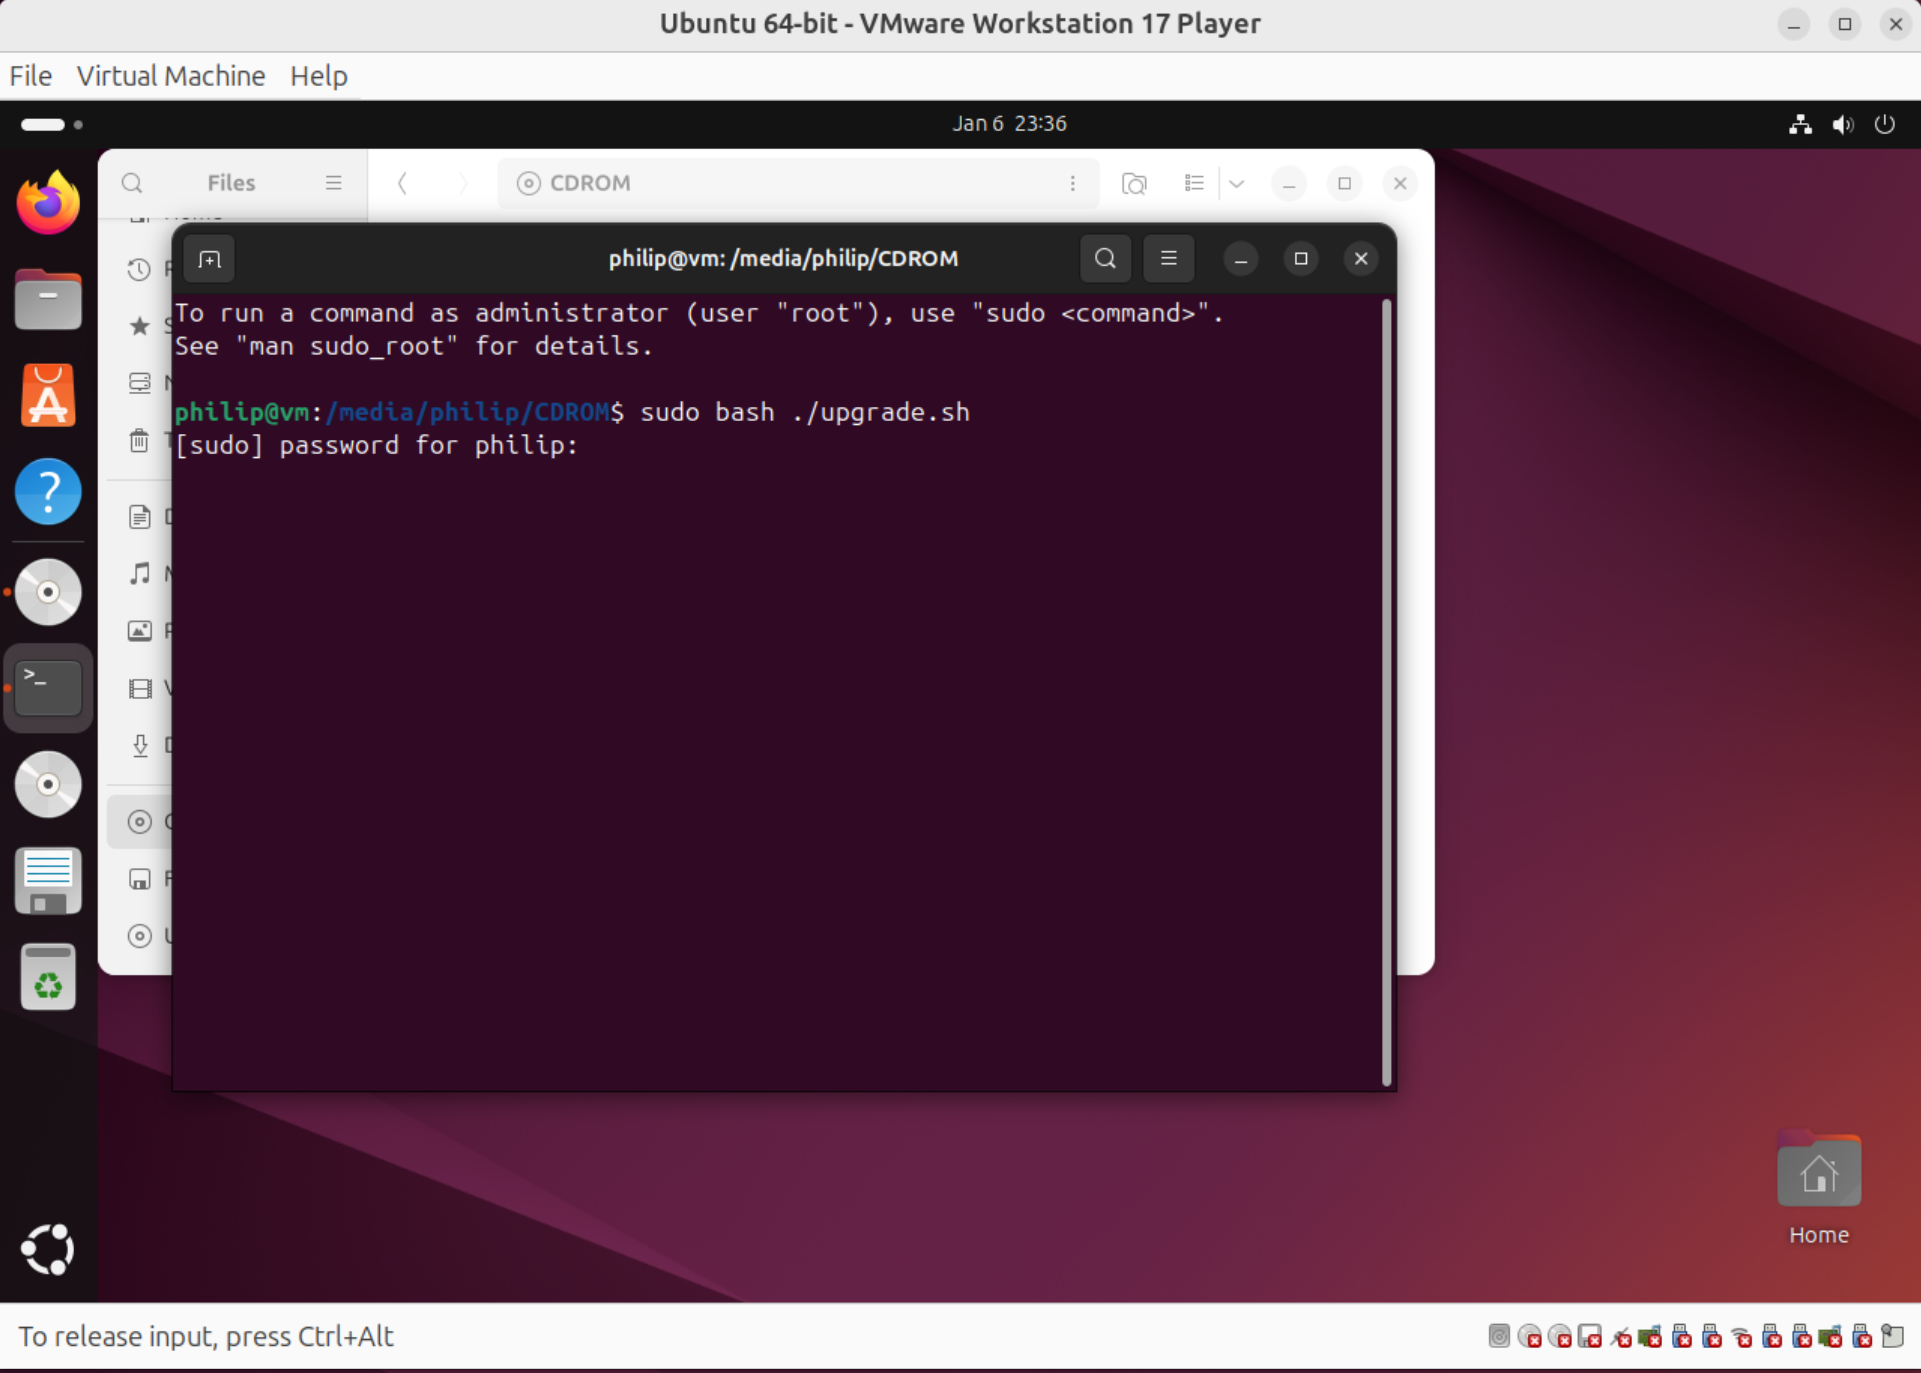 Ubuntu 64-bit - VMware Workstation 17 Player
File Virtual Machine Help
Jan 6 23:36
Files
CDROM
philip@vm: /media/philip/CDROM
To run a command as administrator (user "root"), use "sudo <command>".
See "man sudo_root" for details.
philip@vm:/media/philip/CDROM$ sudo bash ./upgrade.sh
[sudo] password for philip:
Home
To release input, press Ctrl+Alt